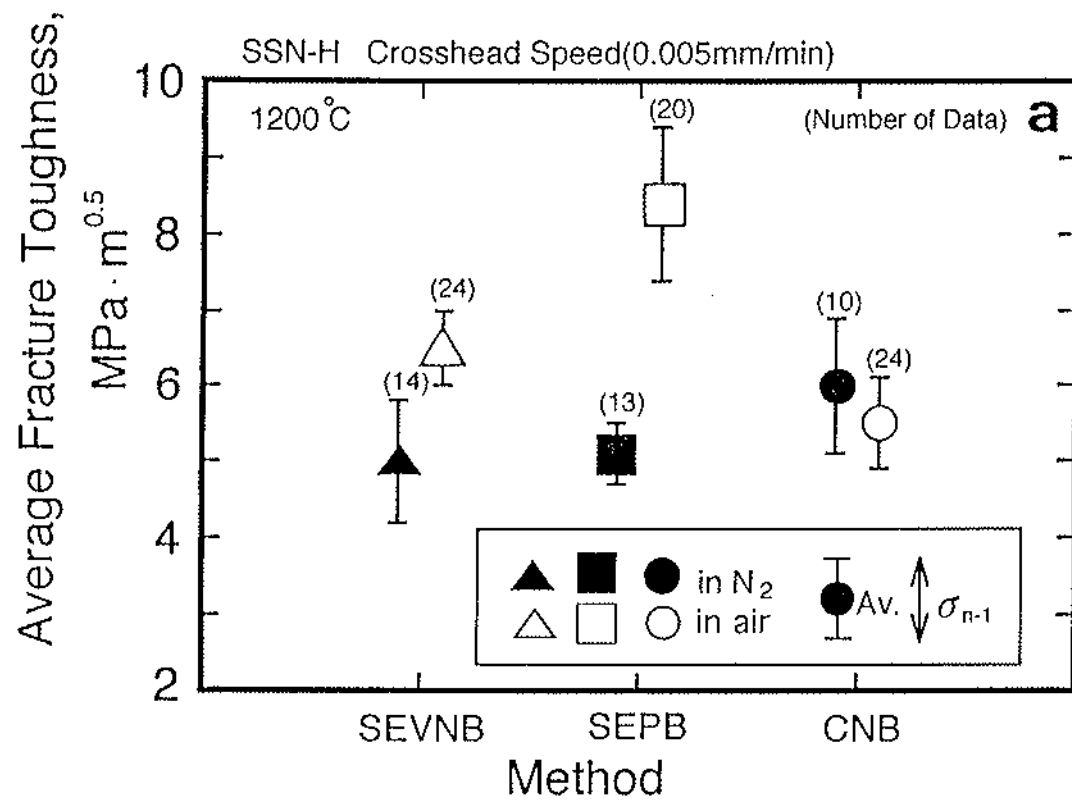 SSN-H Crosshead Speed(0.005mm/min)
Average Fracture Toughness,
MPa · m^0.5
10
8
6
4
2
1200°C
(Number of Data) a
(20)
(24)
(14)
(13)
(10)
(24)
in N2
in air
Av.
σn-1
SEVNB SEPB CNB
Method